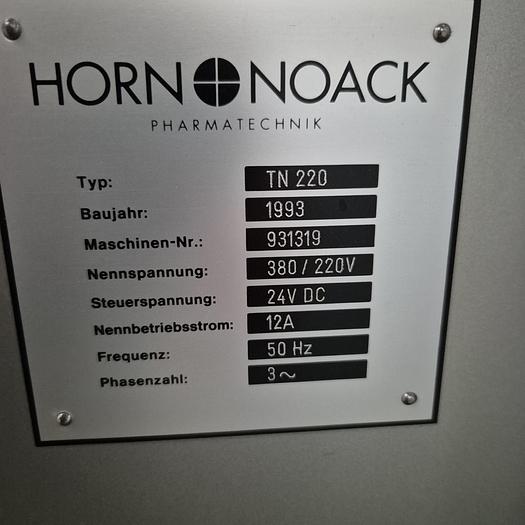 HORN NOACK
PHARMATECHNIK
Typ: TN 220
Baujahr: 1993
Maschinen-Nr.: 931319
Nennspannung: 380 / 220V
Steuerspannung: 24V DC
Nennbetriebsstrom: 12A
Frequenz: 50 Hz
Phasenzahl: 3~